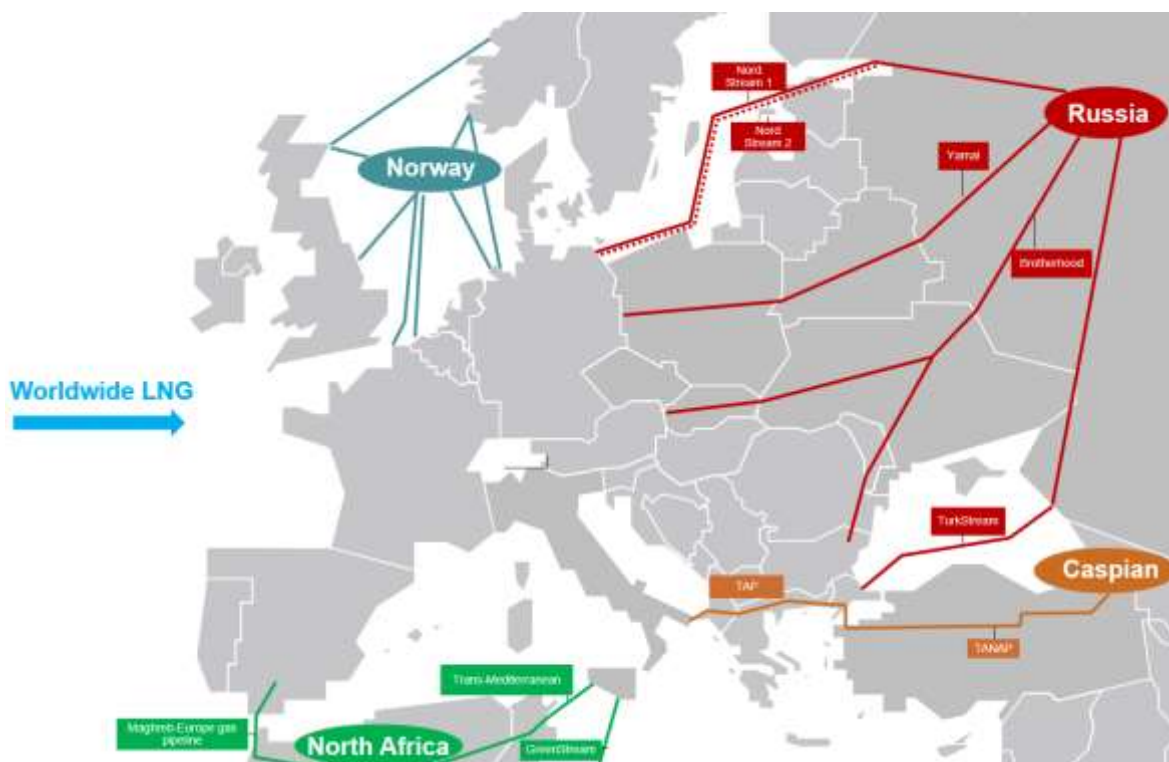 Nord
Stream 1
Russia
Nord
Stream 2
Norway
Yamal
Brotherhood
Worldwide LNG
TurkStream
Caspian
TAP
TANAP
Trans-Mediterranean
Maghreb-Europe gas
pipeline
North Africa
GreenStream